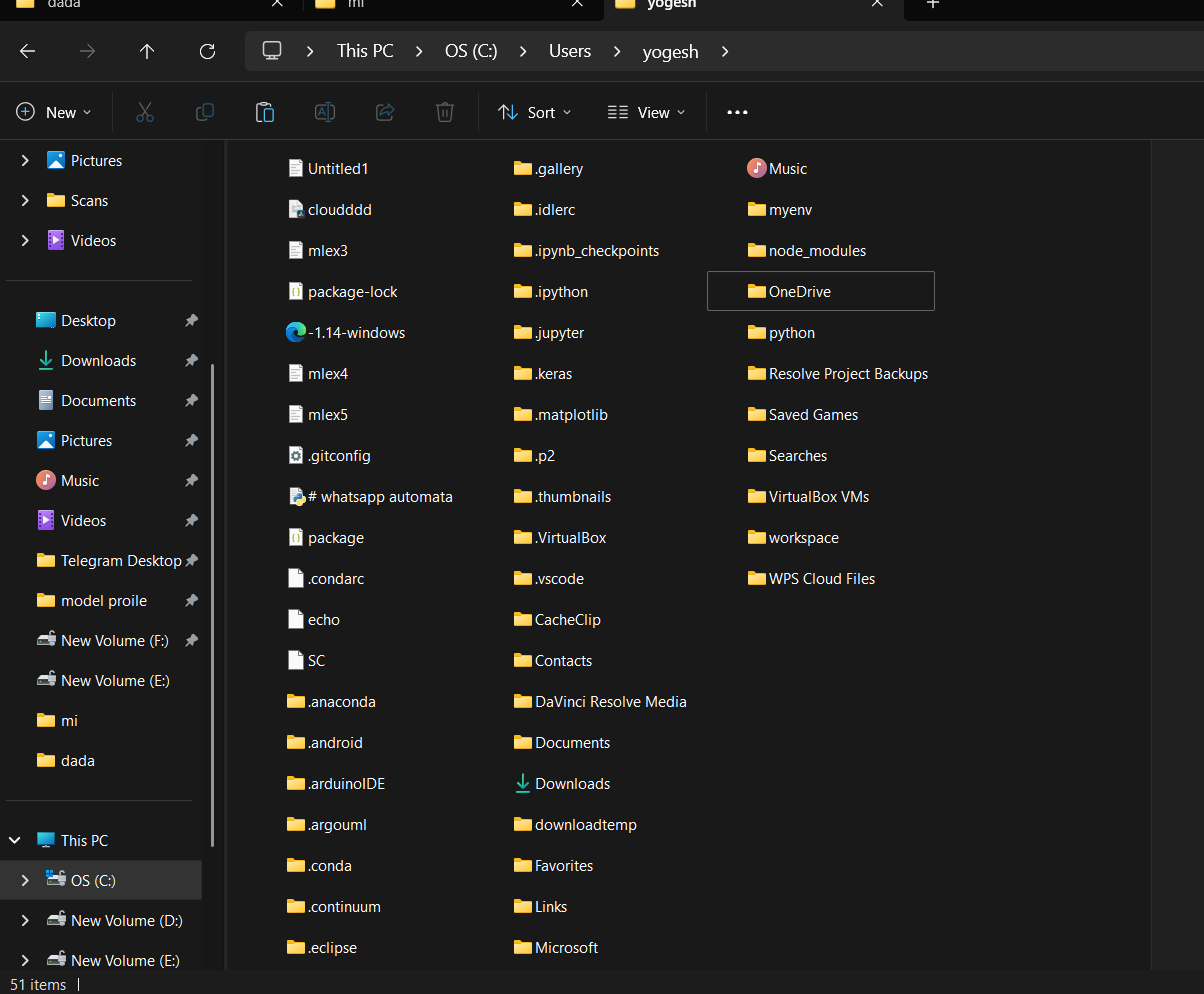 dada
mi
yogesh
This PC
OS (C:)
Users
yogesh
New
Sort
View
Pictures
Scans
Videos
Desktop
Downloads
Documents
Pictures
Music
Videos
Telegram Desktop
model proile
New Volume (F:)
New Volume (E:)
mi
dada
This PC
OS (C:)
New Volume (D:)
New Volume (E:)
Untitled1
cloudddd
mlex3
package-lock
-1.14-windows
mlex4
mlex5
.gitconfig
# whatsapp automata
package
.condarc
echo
SC
.anaconda
.android
.arduinoIDE
.argouml
.conda
.continuum
.eclipse
.gallery
.idlerc
.ipynb_checkpoints
.ipython
.jupyter
.keras
.matplotlib
.p2
.thumbnails
.VirtualBox
.vscode
CacheClip
Contacts
DaVinci Resolve Media
Documents
Downloads
downloadtemp
Favorites
Links
Microsoft
Music
myenv
node_modules
OneDrive
python
Resolve Project Backups
Saved Games
Searches
VirtualBox VMs
workspace
WPS Cloud Files
51 items